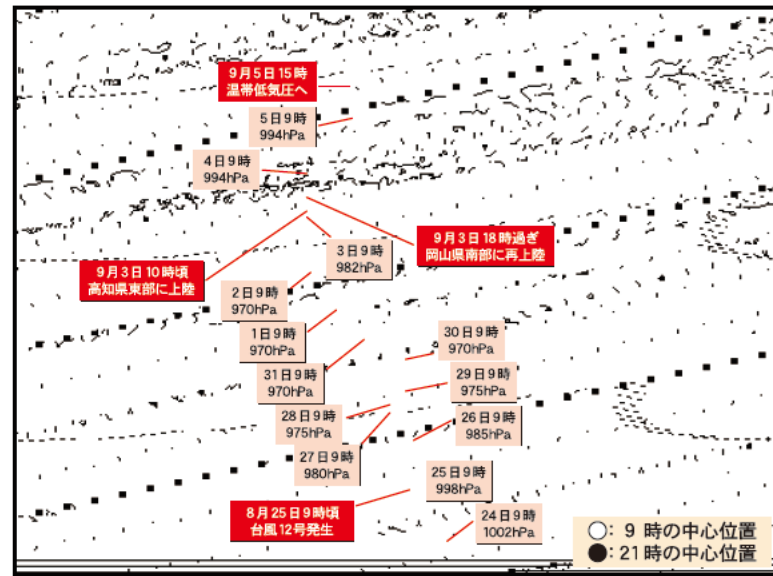 9月5日15時
温帯低気圧へ
5日9時
994hPa
4日9時
994hPa
9月3日18時過ぎ
岡山県南部に再上陸
3日9時
982hPa
9月3日10時頃
高知県東部に上陸
2日9時
970hPa
1日9時
970hPa
30日9時
970hPa
31日9時
970hPa
29日9時
975hPa
28日9時
975hPa
26日9時
985hPa
27日9時
980hPa
25日9時
998hPa
8月25日9時頃
台風12号発生
24日9時
1002hPa
○:9 時の中心位置
●:21時の中心位置